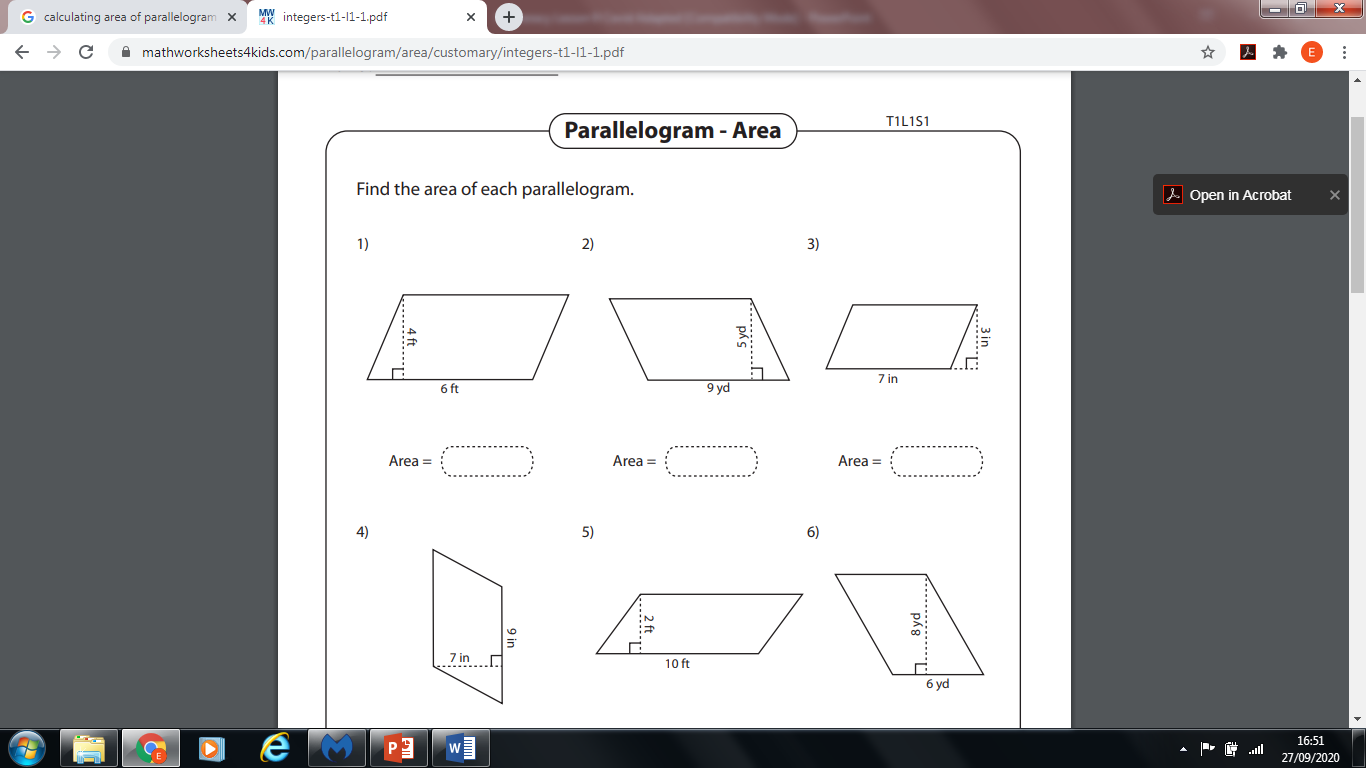 calculating area of parallelogram
MW4K
integers-t1-l1-1.pdf
mathworksheets4kids.com/parallelogram/area/customary/integers-t1-l1-1.pdf
E
Parallelogram - Area
T1L1S1
Open in Acrobat
Find the area of each parallelogram.
1) 2) 3)
4 ft
6 ft
5 yd
9 yd
3 in
7 in
Area = Area = Area =
4) 5) 6)
7 in
9 in
2 ft
10 ft
8 yd
6 yd
16:51
27/09/2020